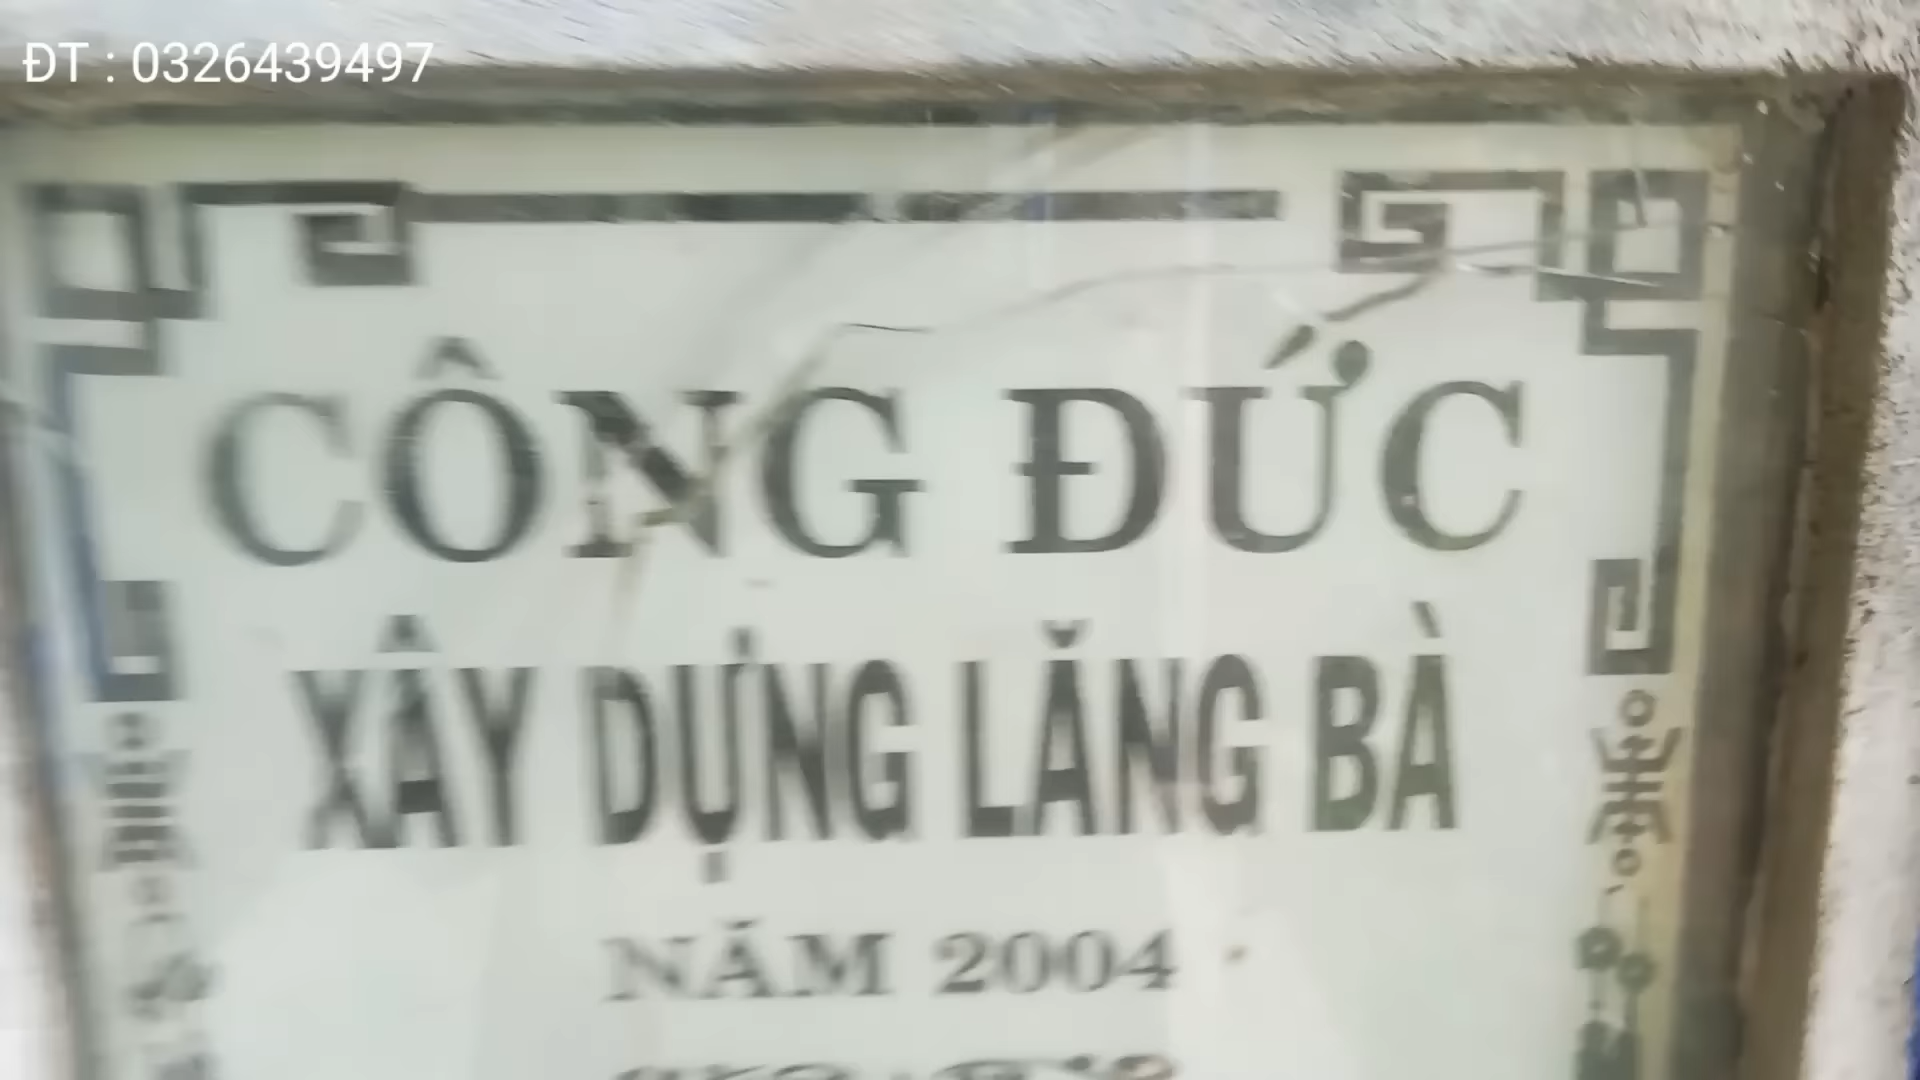 ĐT : 0326439497
CÔNG ĐỨC
XÂY DỰNG LĂNG BÀ
NĂM 2004